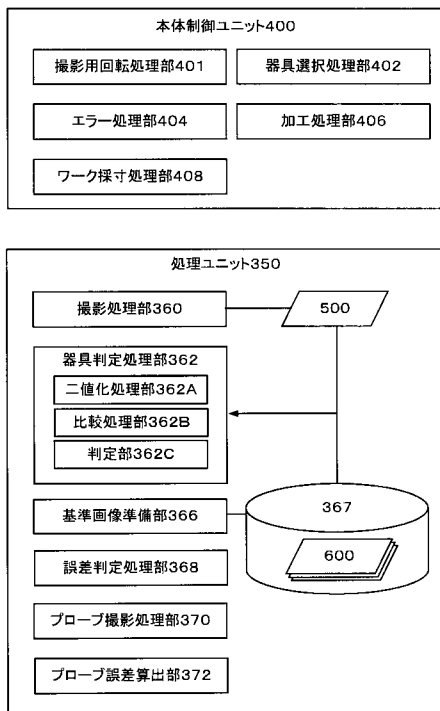 本体制御ユニット400
撮影用回転処理部401
器具選択処理部402
エラー処理部404
加工処理部406
ワーク採寸処理部408
処理ユニット350
撮影処理部360
500
器具判定処理部362
二値化処理部362A
比較処理部362B
判定部362C
基準画像準備部366
367
600
誤差判定処理部368
プローブ撮影処理部370
プローブ誤差算出部372